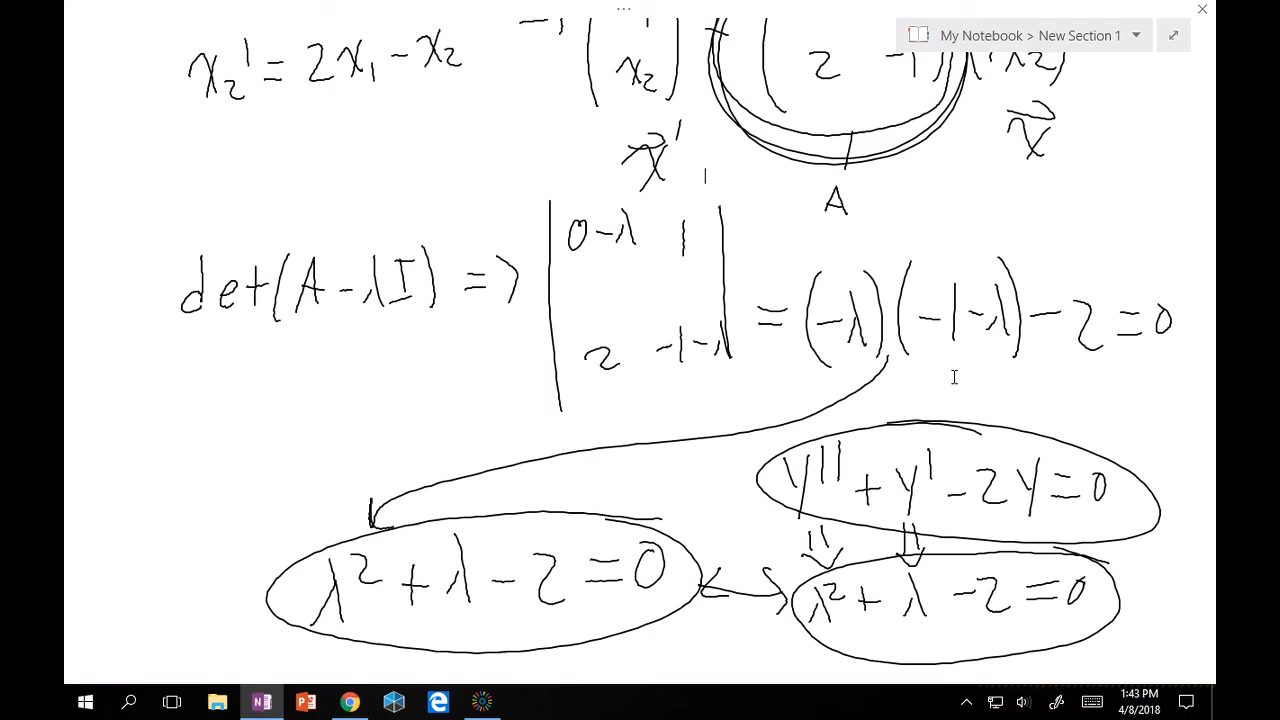 My Notebook > New Section 1
x₂' = 2x₁ - x₂
x₂
2 -1
x⃗' x⃗
A
det(A - λI) => | 0-λ 1 | = (-λ)(-1-λ) - 2 = 0
2 -1-λ
y'' + y' - 2y = 0
λ² + λ - 2 = 0 <-> λ² + λ - 2 = 0
1:43 PM
4/8/2018